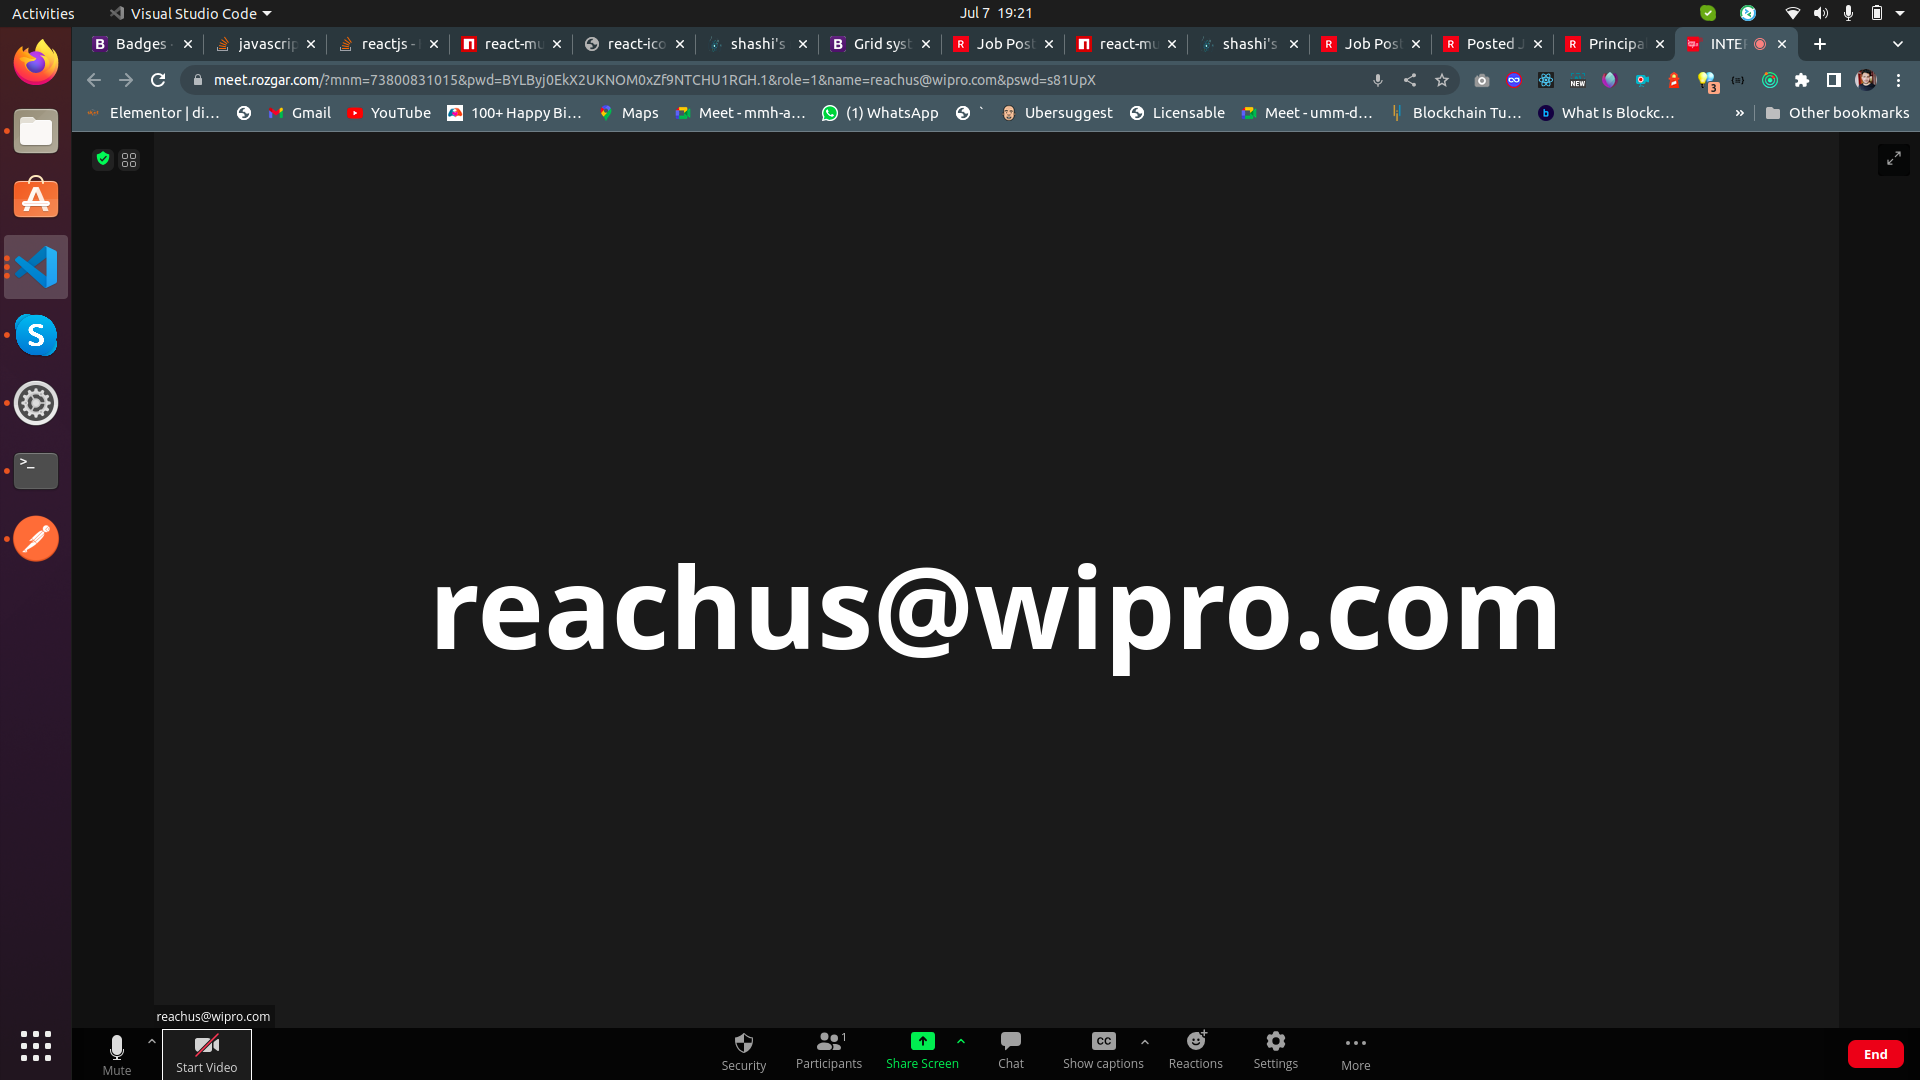 Activities Visual Studio Code Jul 7 19:21
Badges - javascrip reactjs - react-mu react-ico shashi's Grid syst Job Post react-mu shashi's Job Post Posted J Principal INTE
meet.rozgar.com/?mnm=73800831015&pwd=BYLByj0EkX2UKNOM0xZf9NTCHU1RGH.1&role=1&name=reachus@wipro.com&pswd=s81UpX NEW 3
Elementor | di... Gmail YouTube 100+ Happy Bi... Maps Meet - mmh-a... (1) WhatsApp ` Ubersuggest Licensable Meet - umm-d... Blockchain Tu... What Is Blockc... » Other bookmarks
reachus@wipro.com
reachus@wipro.com
Mute Start Video Security Participants 1 Share Screen Chat CC Show captions Reactions Settings More End